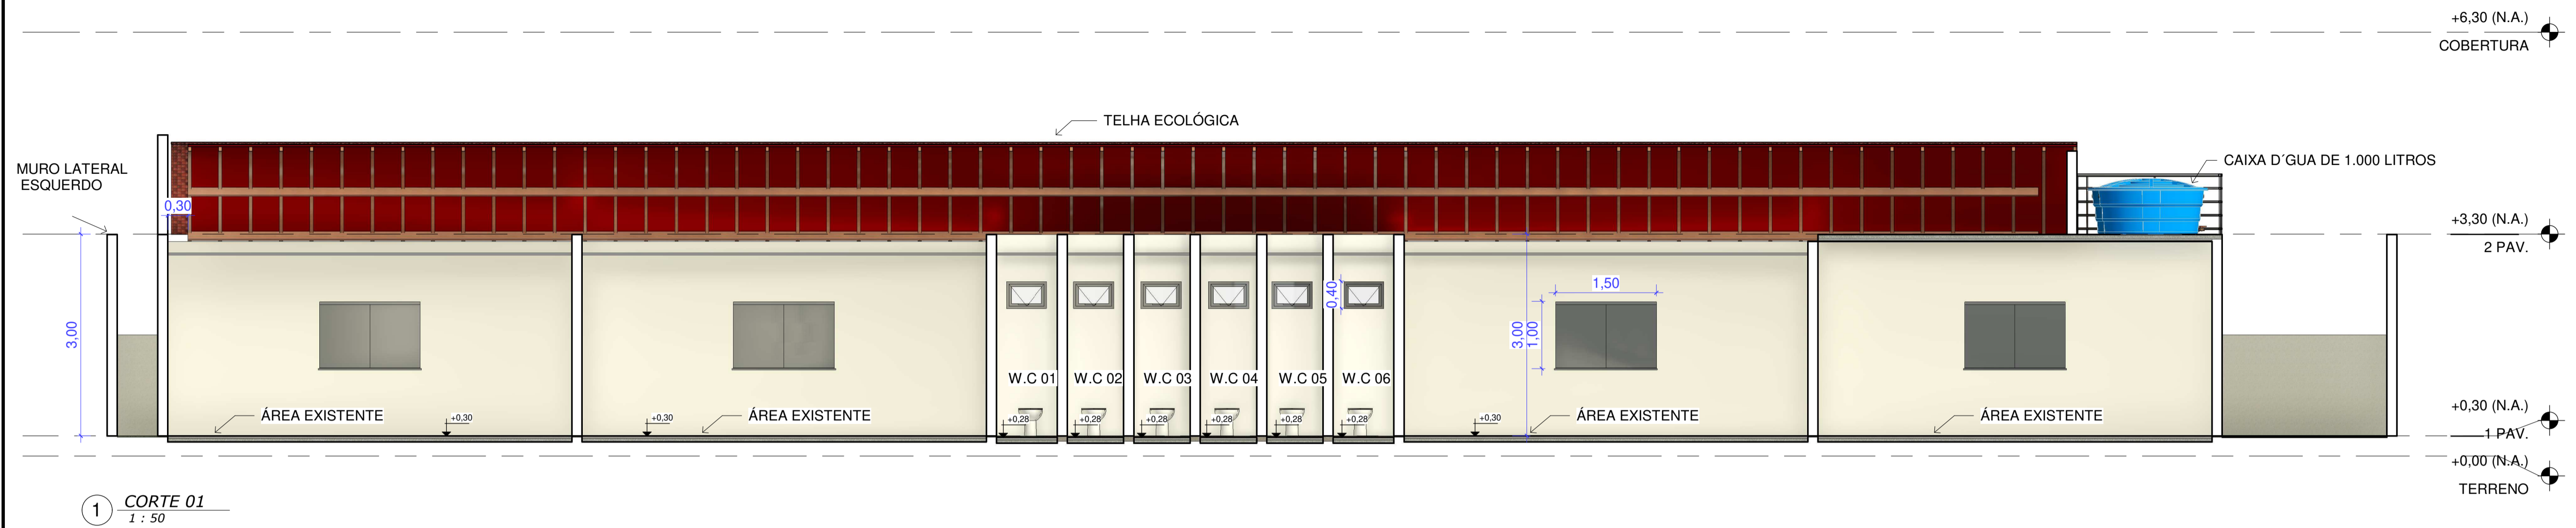 +6,30 (N.A.)
COBERTURA
TELHA ECOLÓGICA
MURO LATERAL
ESQUERDO
CAIXA D´GUA DE 1.000 LITROS
0,30
+3,30 (N.A.)
2 PAV.
3,00
0,40
1,50
3,00
1,00
W.C 01
W.C 02
W.C 03
W.C 04
W.C 05
W.C 06
ÁREA EXISTENTE
+0,30
+0,30
ÁREA EXISTENTE
+0,28
+0,28
+0,28
+0,28
+0,28
+0,28
+0,30
ÁREA EXISTENTE
ÁREA EXISTENTE
+0,30 (N.A.)
1 PAV.
+0,00 (N.A.)
TERRENO
1
CORTE 01
1 : 50